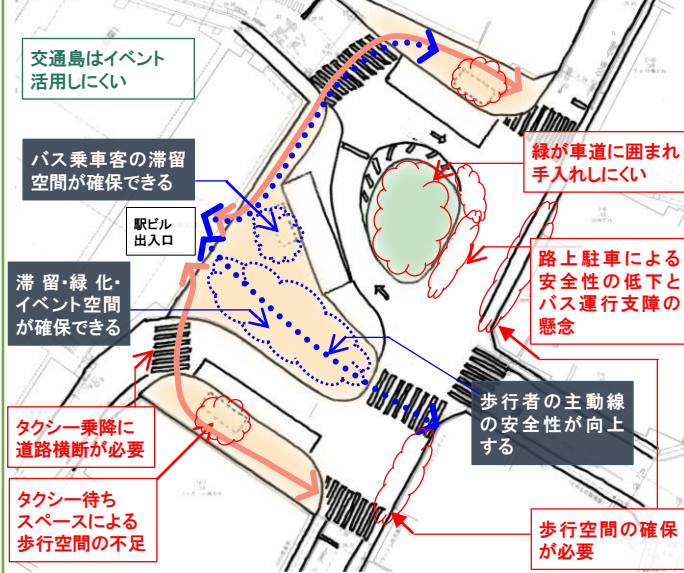 交通島はイベント
活用しにくい
バス乗車客の滞留
空間が確保できる
駅ビル
出入口
滞留・緑化・
イベント空間
が確保できる
タクシー乗降に
道路横断が必要
タクシー待ち
スペースによる
歩行空間の不足
緑が車道に囲まれ
手入れしにくい
路上駐車による
安全性の低下と
バス運行支障の
懸念
歩行者の主動線
の安全性が向上
する
歩行空間の確保
が必要